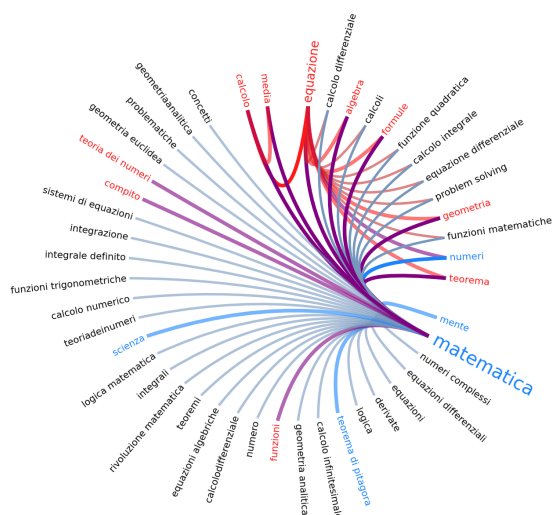 equazione
calcolo differenziale
algebra
calcoli
formule
funzione quadratica
calcolo integrale
equazione differenziale
problem solving
geometria
funzioni matematiche
numeri
teorema
mente
matematica
numeri complessi
equazioni differenziali
equazioni
derivate
logica
teorema di pitagora
calcolo infinitesimale
geometria analitica
funzioni
numero
calcolodifferenziale
equazioni algebriche
teoremi
rivoluzione matematica
integrali
logica matematica
scienza
teoriadeinumeri
calcolo numerico
funzioni trigonometriche
integrale definito
integrazione
sistemi di equazioni
compito
teoria dei numeri
geometria euclidea
problematiche
geometriaanalitica
concetti
calcolo
media